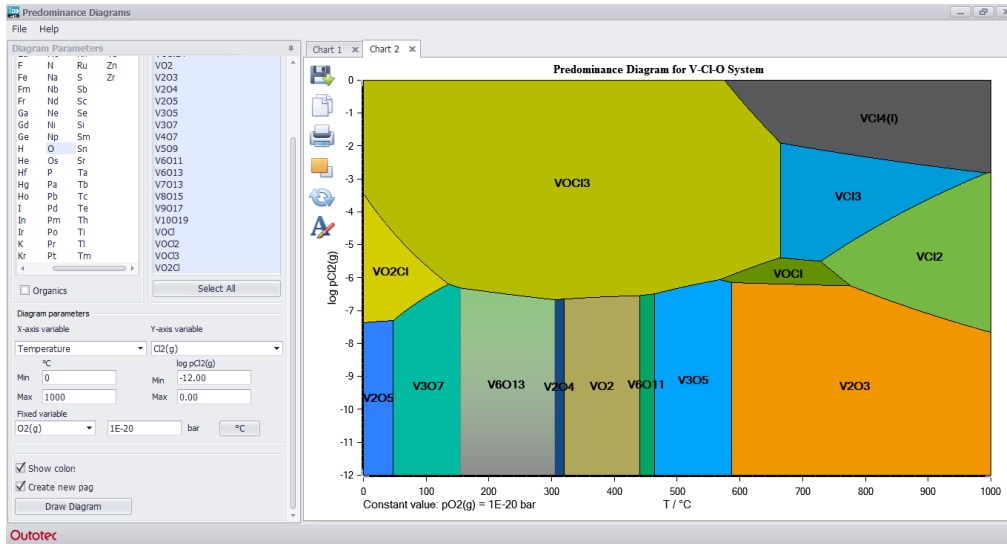 Predominance Diagrams
File Help
Diagram Parameters
F N Ru Zn
Fe Na S Zr
Fm Nb Sb
Fr Nd Sc
Ga Ne Se
Gd Ni Si
Ge Np Sm
H O Sn
He Os Sr
Hf P Ta
Hg Pa Tb
Ho Pb Tc
I Pd Te
In Pm Th
Ir Po Ti
K Pr Tl
Kr Pt Tm
VO2
V2O3
V2O4
V2O5
V3O5
V3O7
V4O7
V5O9
V6O11
V6O13
V7O13
V8O15
V9O17
V10O19
VOCl
VOCl2
VOCl3
VO2Cl
Organics
Select All
Diagram parameters
X-axis variable Y-axis variable
Temperature Cl2(g)
°C log pCl2(g)
Min 0 Min -12.00
Max 1000 Max 0.00
Fixed variable
O2(g) 1E-20 bar °C
Show color:
Create new pag
Draw Diagram
Chart 1 Chart 2
Predominance Diagram for V-Cl-O System
log pCl2(g)
0
-1
-2
-3
-4
-5
-6
-7
-8
-9
-10
-11
-12
VCl4(l)
VOCl3
VCl3
VCl2
VO2Cl
VOCl
V2O5
V3O7
V6O13
V2O4
VO2
V6O11
V3O5
V2O3
0 100 200 300 400 500 600 700 800 900 1000
Constant value: pO2(g) = 1E-20 bar T / °C
Outotec